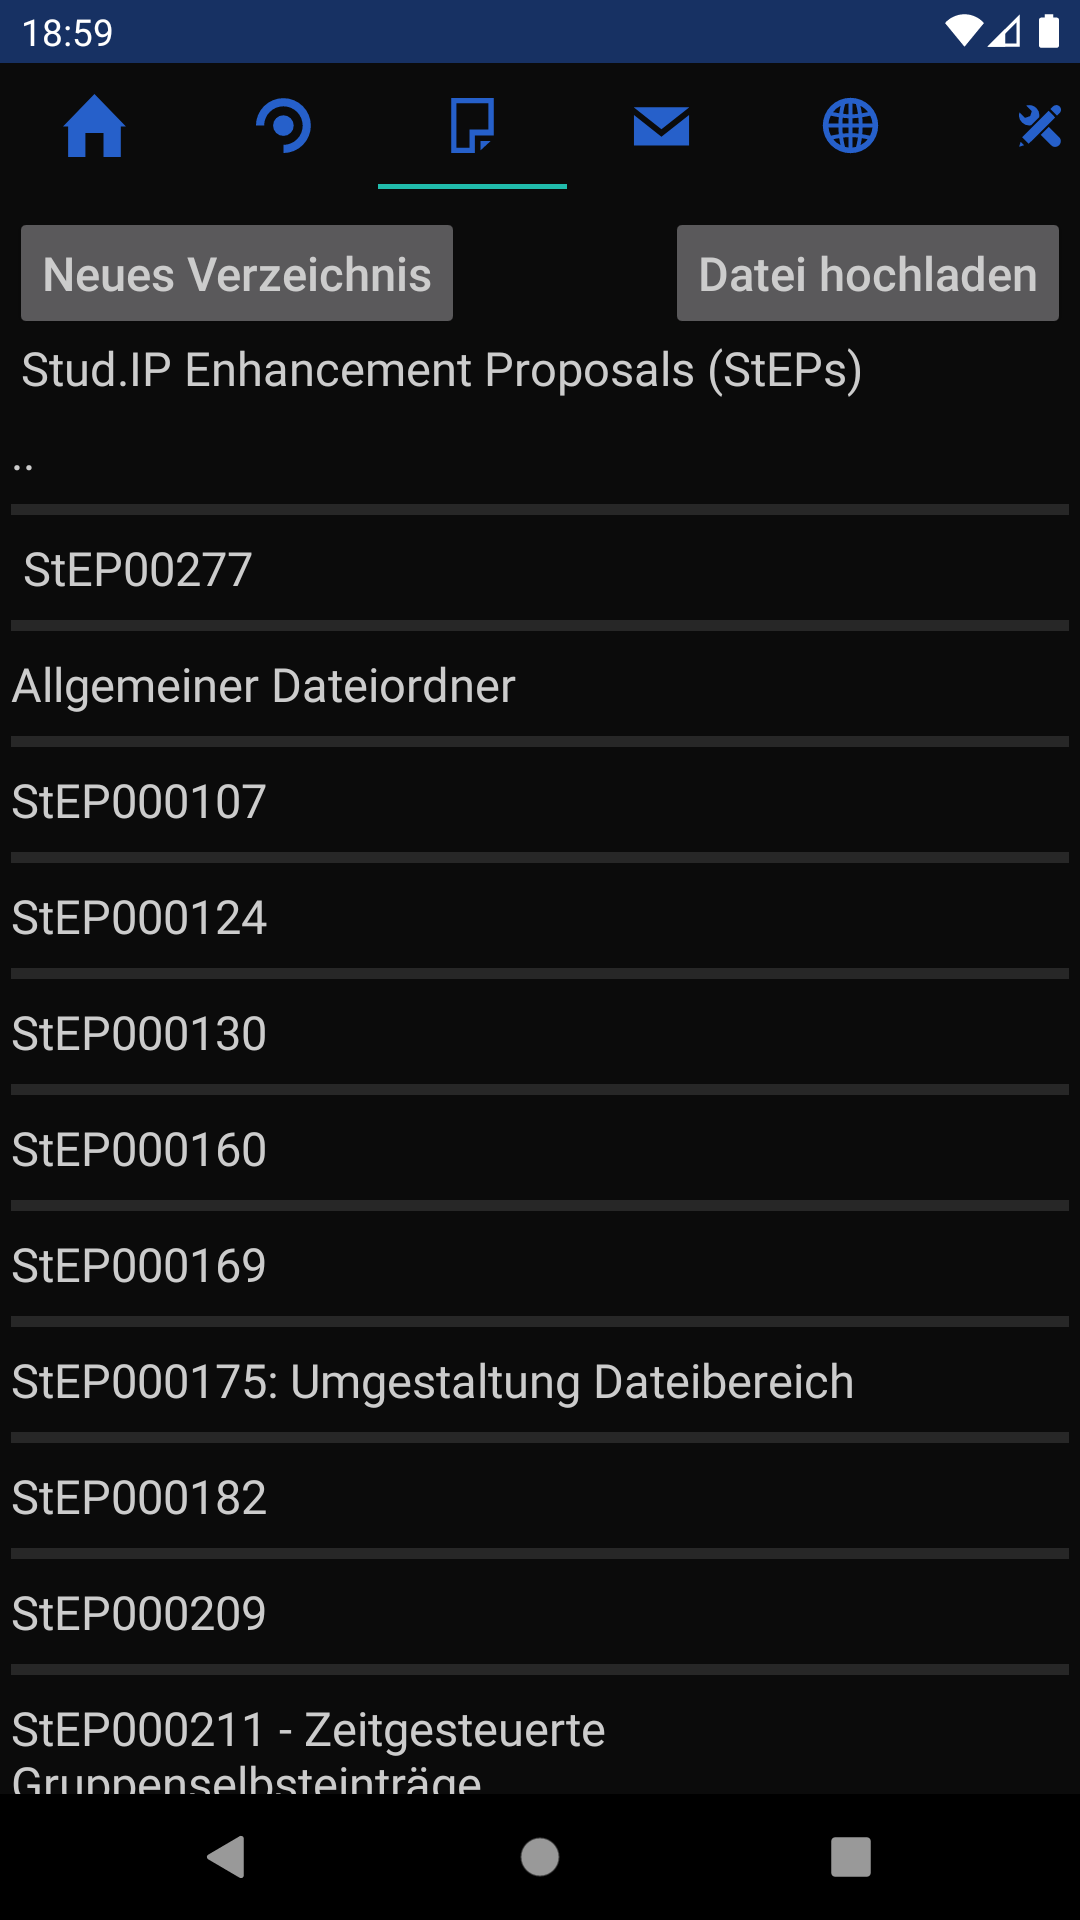 18:59
Neues Verzeichnis
Datei hochladen
Stud.IP Enhancement Proposals (StEPs)
..
StEP00277
Allgemeiner Dateiordner
StEP000107
StEP000124
StEP000130
StEP000160
StEP000169
StEP000175: Umgestaltung Dateibereich
StEP000182
StEP000209
StEP000211 - Zeitgesteuerte
Gruppenselbsteinträge